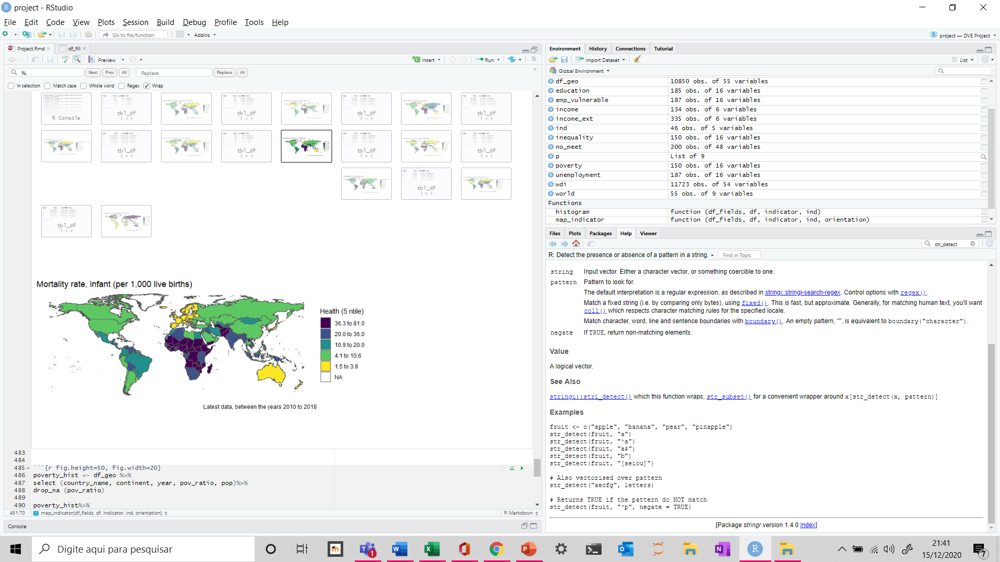 project - RStudio
File Edit Code View Plots Session Build Debug Profile Tools Help
Go to file/function Addins
project — DVE Project
Project.Rmd df_fill
ABC Preview Insert Run
%. Next Prev All Replace Replace All
In selection Match case Whole word Regex Wrap
R Console
tbl_df
5 x 4
tbl_df
5 x 4
tbl_df
5 x 4
tbl_df
5 x 4
tbl_df
5 x 4
tbl_df
5 x 4
tbl_df
5 x 4
tbl_df
5 x 4
tbl_df
5 x 4
tbl_df
5 x 4
Mortality rate, infant (per 1,000 live births)
Health (5 ntile)
36.3 to 81.0
20.0 to 36.0
10.9 to 20.0
4.1 to 10.6
1.5 to 3.9
NA
Latest data, between the years 2010 to 2018
483
484
485 ```{r fig.height=50, fig.width=20}
486 poverty_hist <- df_geo %>%
487 select (country_name, continent, year, pov_ratio, pop)%>%
488 drop_na (pov_ratio)
489
490 poverty_hist%>%
451:70 map_indicator(df_fields, df, indicator, ind, orientation) R Markdown
Console
Environment History Connections Tutorial
Import Dataset List
Global Environment
df_geo 10850 obs. of 55 variables
education 185 obs. of 16 variables
emp_vulnerable 187 obs. of 16 variables
income 134 obs. of 6 variables
income_ext 335 obs. of 6 variables
ind 46 obs. of 5 variables
inequality 150 obs. of 16 variables
no_meet 200 obs. of 48 variables
p List of 9
poverty 150 obs. of 16 variables
unemployment 187 obs. of 16 variables
wdi 11723 obs. of 54 variables
world 55 obs. of 9 variables
Functions
histogram function (df_fields, df, indicator, ind)
map_indicator function (df_fields, df, indicator, ind, orientation)
Files Plots Packages Help Viewer
str_detect
R: Detect the presence or absence of a pattern in a string. Find in Topic
string Input vector. Either a character vector, or something coercible to one.
pattern Pattern to look for.
The default interpretation is a regular expression, as described in stringi::stringi-search-regex. Control options with regex().
Match a fixed string (i.e. by comparing only bytes), using fixed(). This is fast, but approximate. Generally, for matching human text, you'll want
coll() which respects character matching rules for the specified locale.
Match character, word, line and sentence boundaries with boundary(). An empty pattern, "", is equivalent to boundary("character").
negate If TRUE, return non-matching elements.
Value
A logical vector.
See Also
stringi::stri_detect() which this function wraps, str_subset() for a convenient wrapper around x[str_detect(x, pattern)]
Examples
fruit <- c("apple", "banana", "pear", "pinapple")
str_detect(fruit, "a")
str_detect(fruit, "^a")
str_detect(fruit, "a$")
str_detect(fruit, "b")
str_detect(fruit, "[aeiou]")
# Also vectorised over pattern
str_detect("aecfg", letters)
# Returns TRUE if the pattern do NOT match
str_detect(fruit, "^p", negate = TRUE)
[Package stringr version 1.4.0 Index]
Digite aqui para pesquisar
21:41
15/12/2020
7